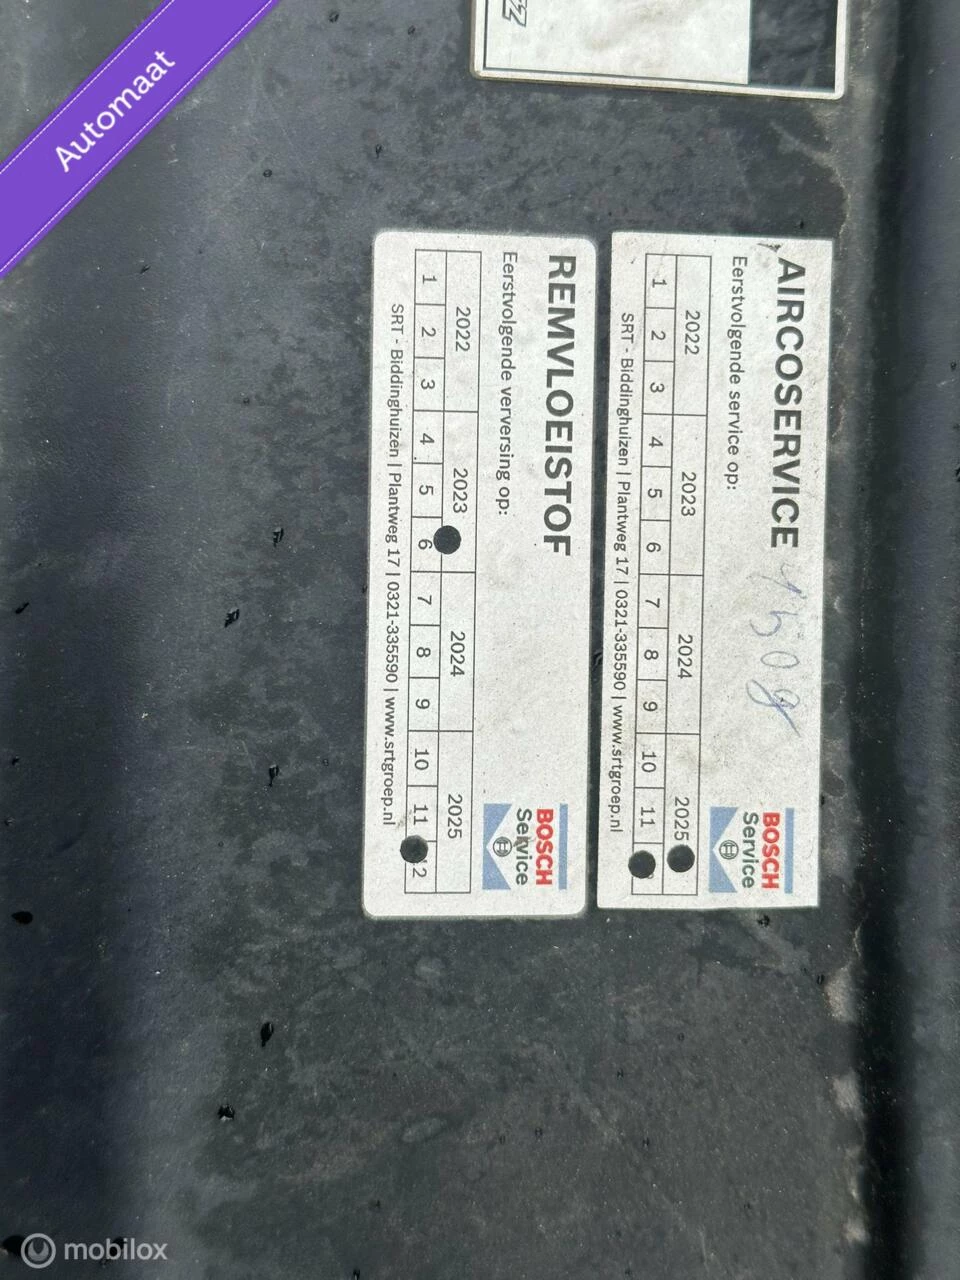 Automaat
REMVLOEISTOF
Eerstvolgende verversing op:
BOSCH
Service
2022 2023 2024 2025
1 2 3 4 5 6 7 8 9 10 11
SRT - Biddinghuizen | Plantweg 17 | 0321-335590 | www.srtgroep.nl
AIRCOSERVICE
Eerstvolgende service op:
BOSCH
Service
2022 2023 2024 2025
1 2 3 4 5 6 7 8 9 10 11
SRT - Biddinghuizen | Plantweg 17 | 0321-335590 | www.srtgroep.nl
mobilox